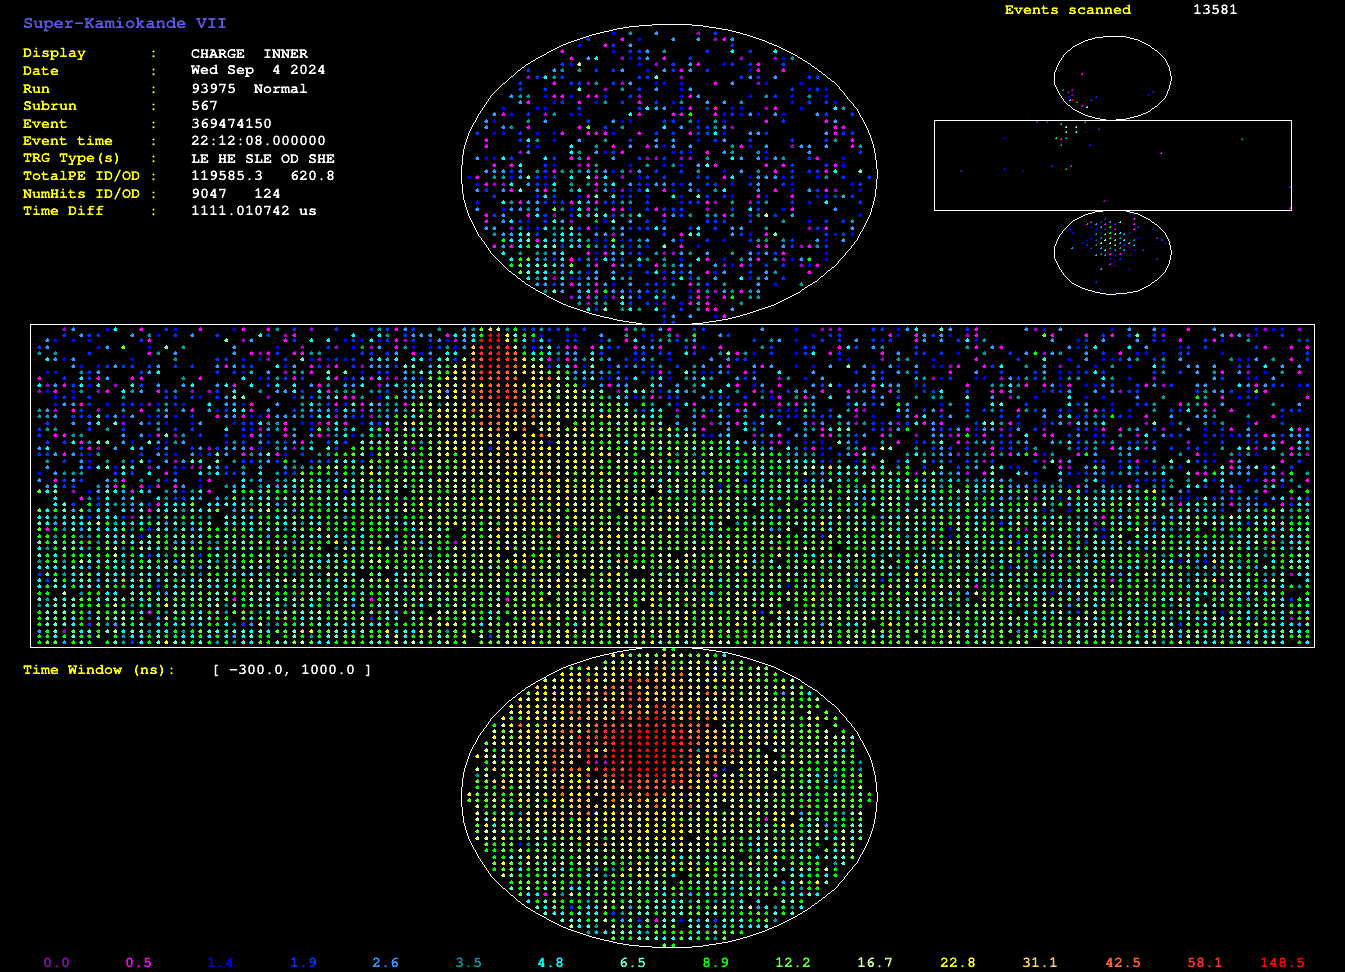 Super-Kamiokande VII
Events scanned 13581
Display : CHARGE INNER
Date : Wed Sep 4 2024
Run : 93975 Normal
Subrun : 567
Event : 369474150
Event time : 22:12:08.000000
TRG Type(s) : LE HE SLE OD SHE
TotalPE ID/OD : 119585.3 620.8
NumHits ID/OD : 9047 124
Time Diff : 1111.010742 us
Time Window (ns): [ -300.0, 1000.0 ]
0.0 0.5 1.4 1.9 2.6 3.5 4.8 6.5 8.9 12.2 16.7 22.8 31.1 42.5 58.1 148.5